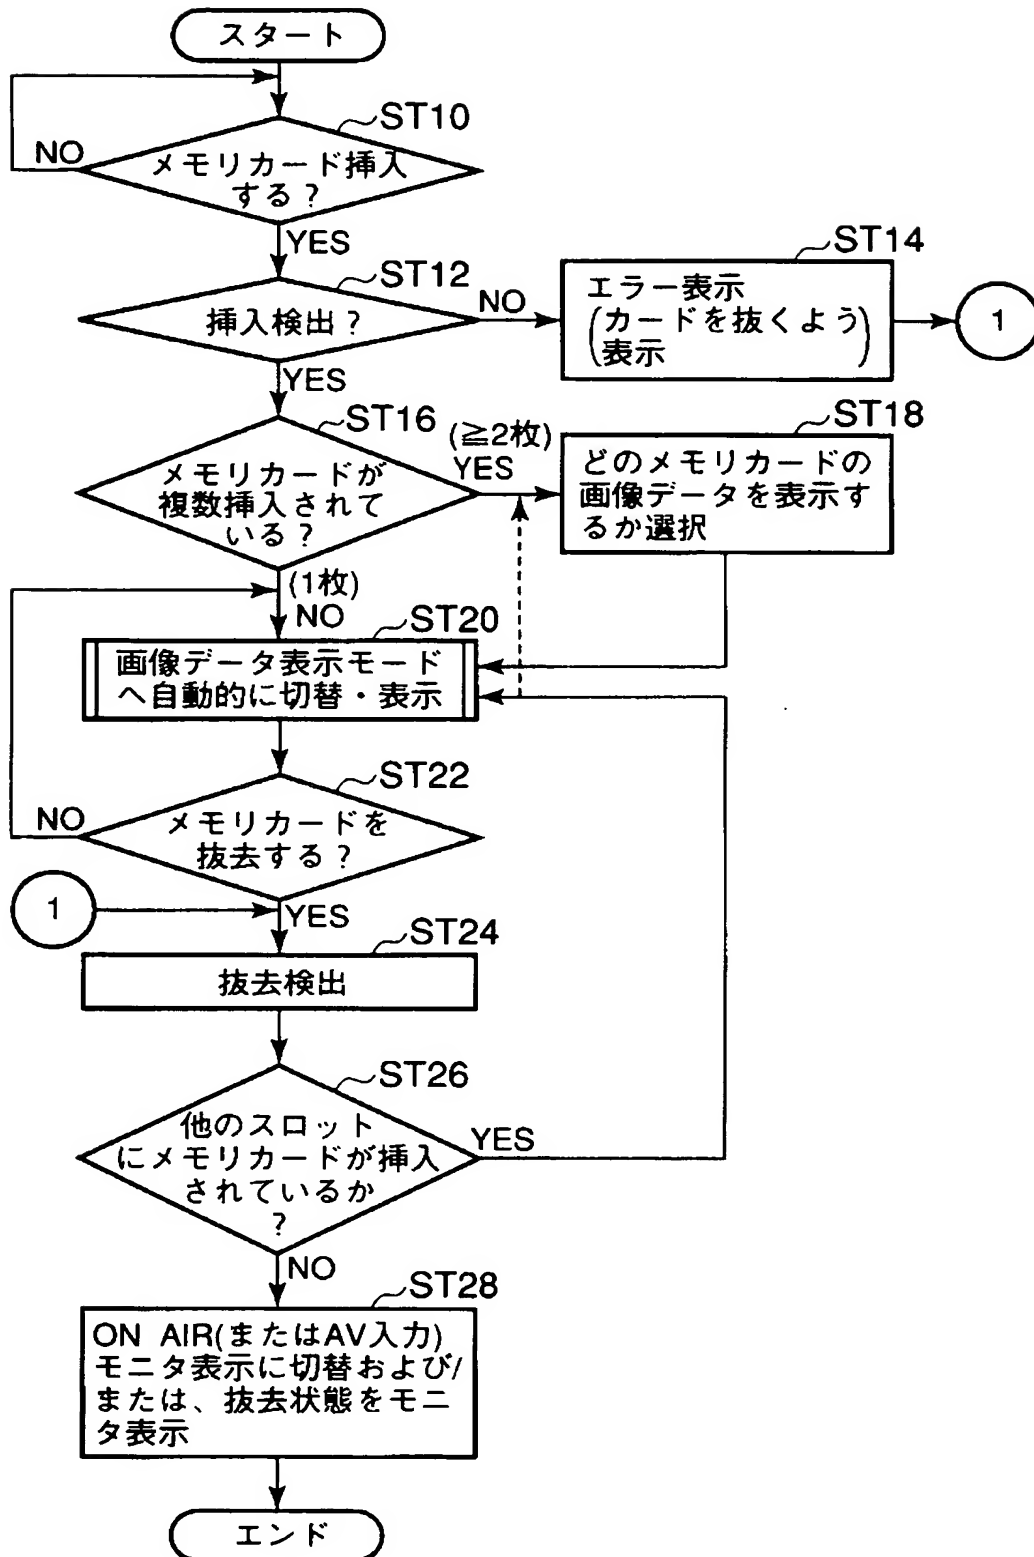 スタート
ST10
NO
メモリカード挿入
する？
YES
ST12
挿入検出？
NO
ST14
エラー表示
(カードを抜くよう
表示)
1
YES
ST16
(≧2枚)
YES
メモリカードが
複数挿入されて
いる？
ST18
どのメモリカードの
画像データを表示す
るか選択
(1枚)
NO
ST20
画像データ表示モード
へ自動的に切替・表示
ST22
NO
メモリカードを
抜去する？
1
YES
ST24
抜去検出
ST26
他のスロット
にメモリカードが挿入
されているか
？
YES
NO
ST28
ON AIR(またはAV入力)
モニタ表示に切替および/
または、抜去状態をモニ
タ表示
エンド